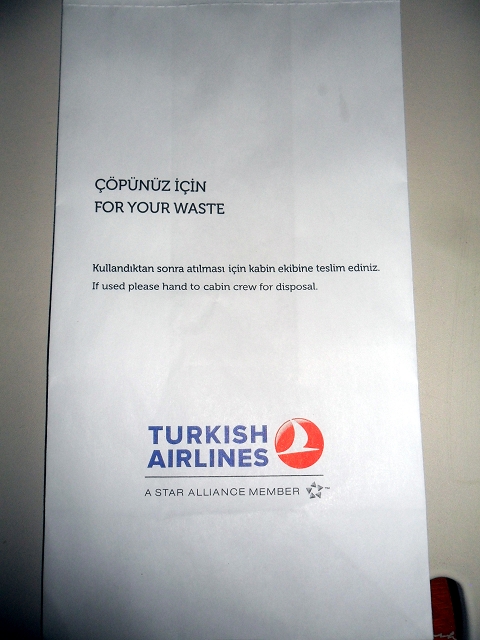 ÇÖPÜNÜZ İÇİN
FOR YOUR WASTE
Kullandıktan sonra atılması için kabin ekibine teslim ediniz.
If used please hand to cabin crew for disposal.
TURKISH
AIRLINES
A STAR ALLIANCE MEMBER ™